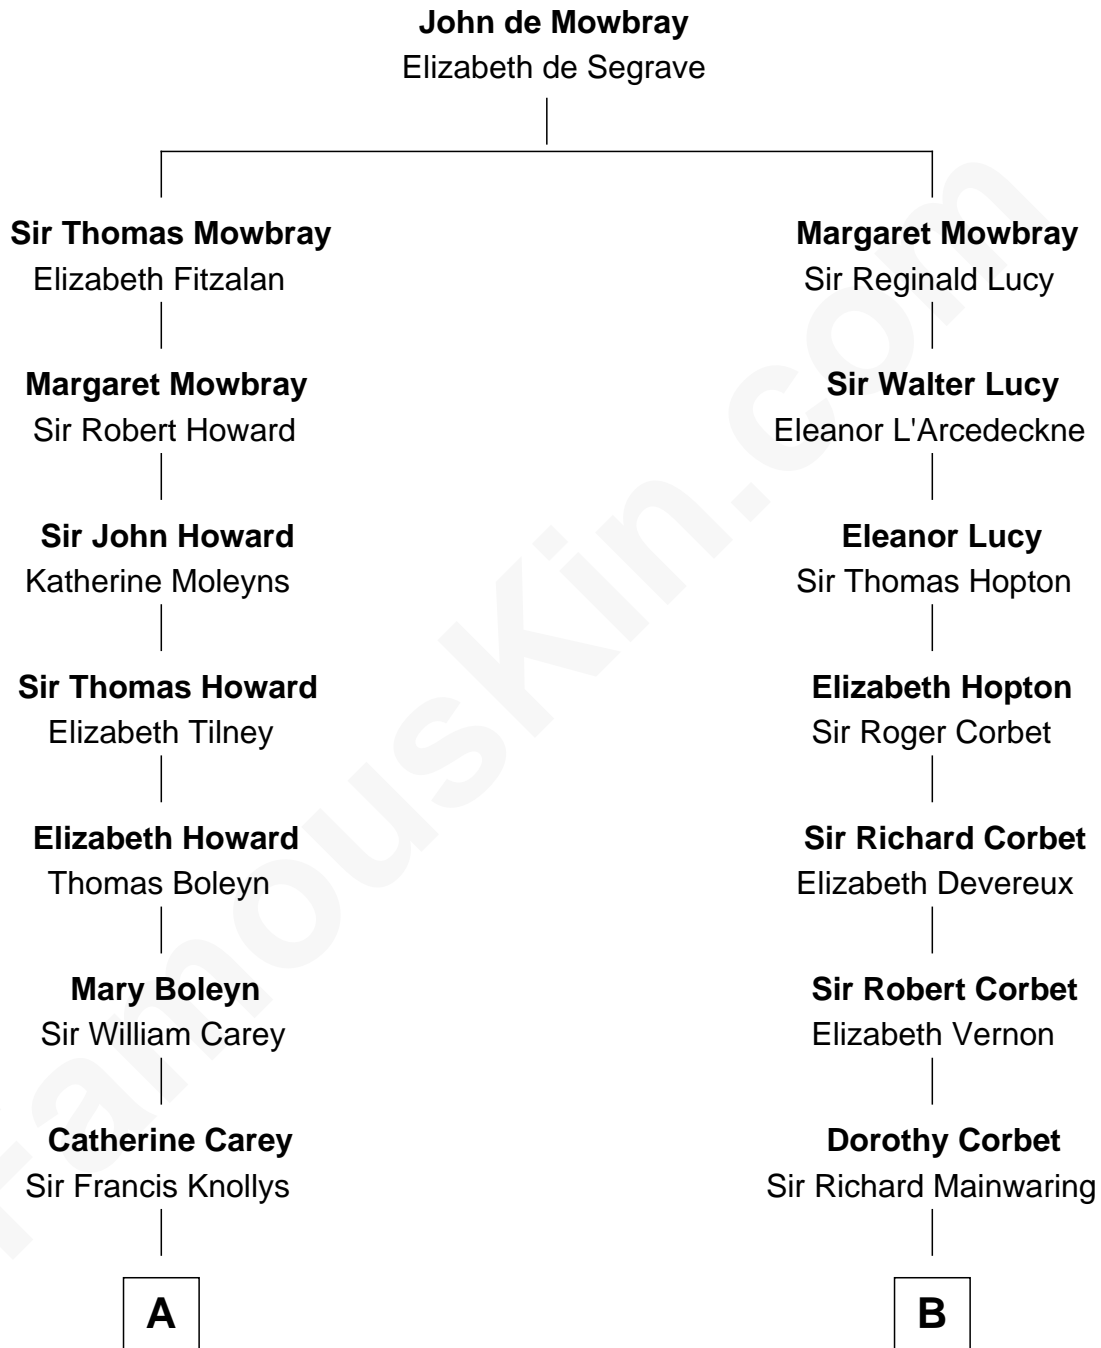 John de Mowbray
Elizabeth de Segrave
Sir Thomas Mowbray
Elizabeth Fitzalan
Margaret Mowbray
Sir Reginald Lucy
Margaret Mowbray
Sir Robert Howard
Sir Walter Lucy
Eleanor L'Arcedeckne
Sir John Howard
Katherine Moleyns
Eleanor Lucy
Sir Thomas Hopton
Sir Thomas Howard
Elizabeth Tilney
Elizabeth Hopton
Sir Roger Corbet
Elizabeth Howard
Thomas Boleyn
Sir Richard Corbet
Elizabeth Devereux
Mary Boleyn
Sir William Carey
Sir Robert Corbet
Elizabeth Vernon
Catherine Carey
Sir Francis Knollys
Dorothy Corbet
Sir Richard Mainwaring
A
B
FamousKin.com